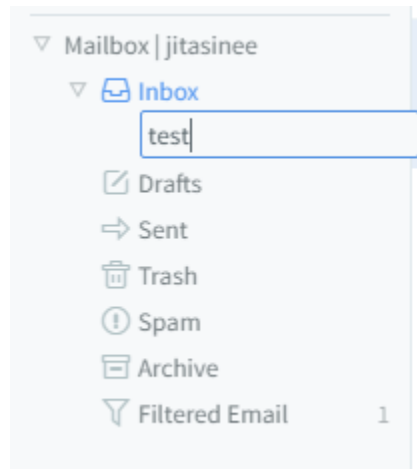 Mailbox | jitasinee
Inbox
test
Drafts
Sent
Trash
Spam
Archive
Filtered Email 1